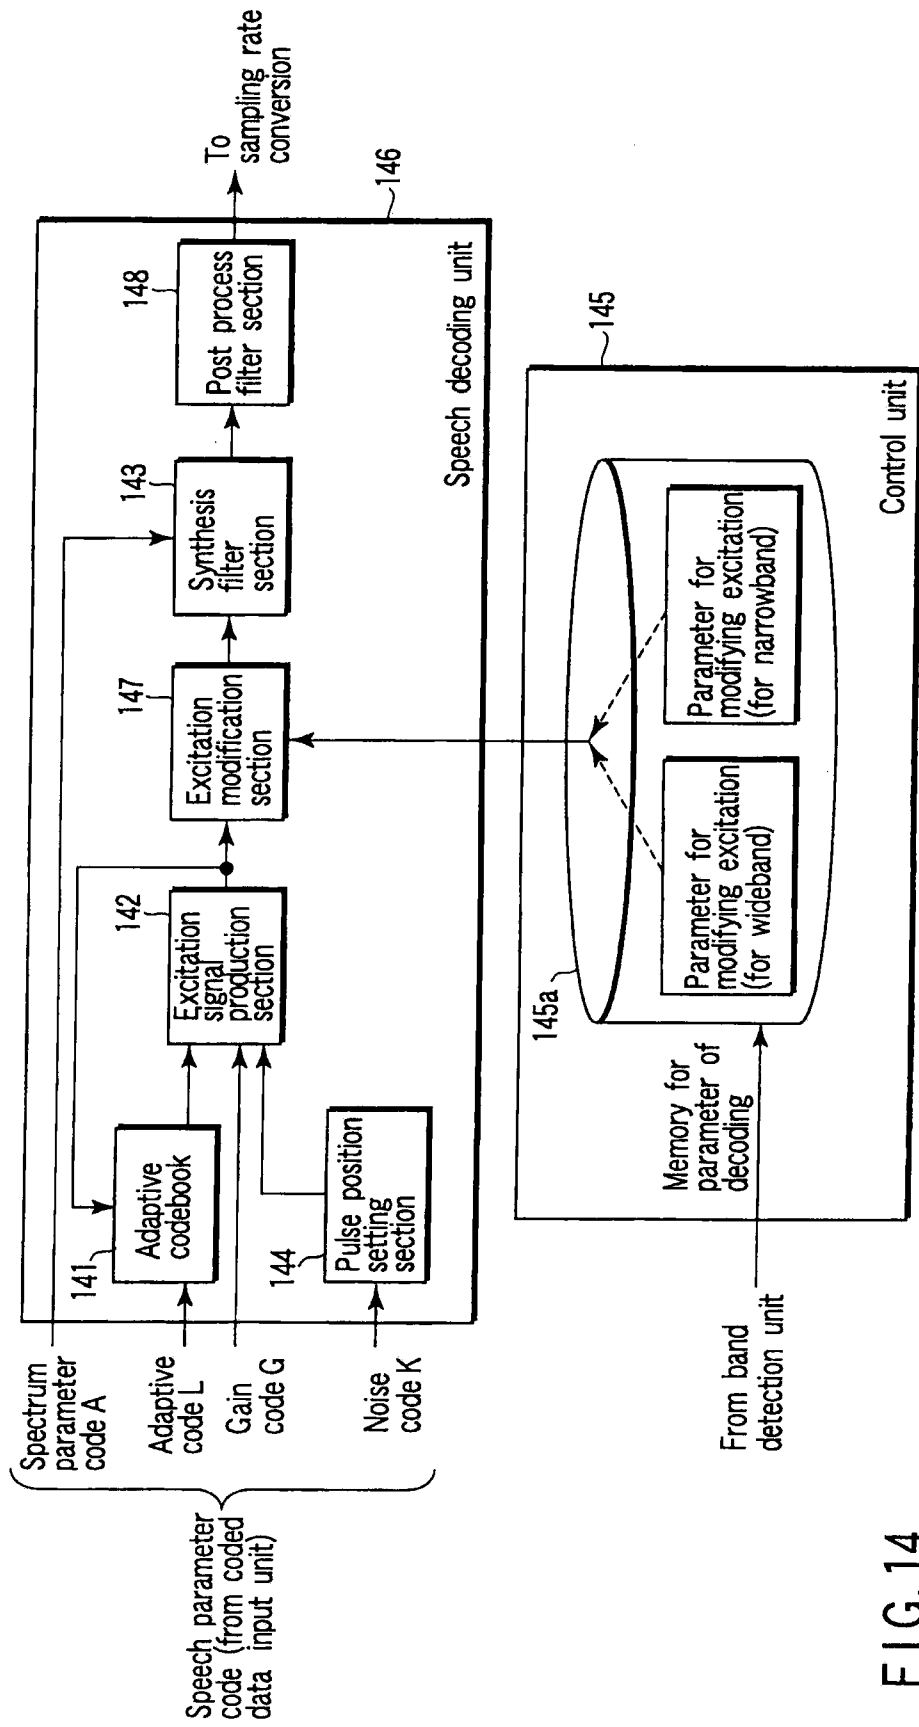 Speech parameter
code (from coded
data input unit)
Spectrum
parameter
code A
Adaptive
code L
Gain
code G
Noise
code K
141
Adaptive
codebook
144
Pulse position
setting
section
142
Excitation
signal
production
section
147
Excitation
modification
section
143
Synthesis
filter
section
148
Post process
filter section
To
sampling rate
conversion
146
Speech decoding unit
From band
detection unit
Memory for
parameter of
decoding
145a
Parameter for
modifying excitation
(for wideband)
Parameter for
modifying excitation
(for narrowband)
145
Control unit
FIG. 14